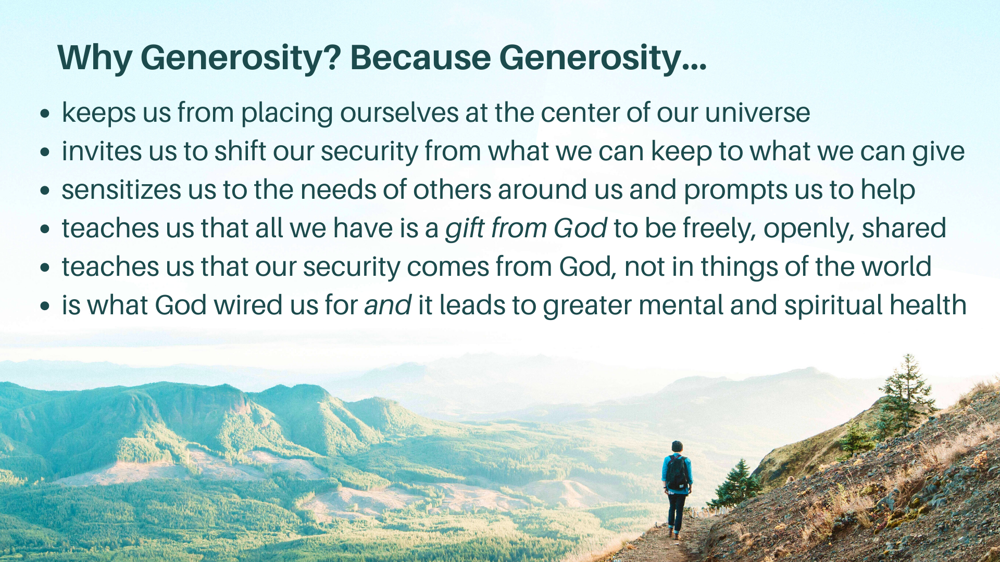 Why Generosity? Because Generosity...
• keeps us from placing ourselves at the center of our universe
• invites us to shift our security from what we can keep to what we can give
• sensitizes us to the needs of others around us and prompts us to help
• teaches us that all we have is a gift from God to be freely, openly, shared
• teaches us that our security comes from God, not in things of the world
• is what God wired us for and it leads to greater mental and spiritual health